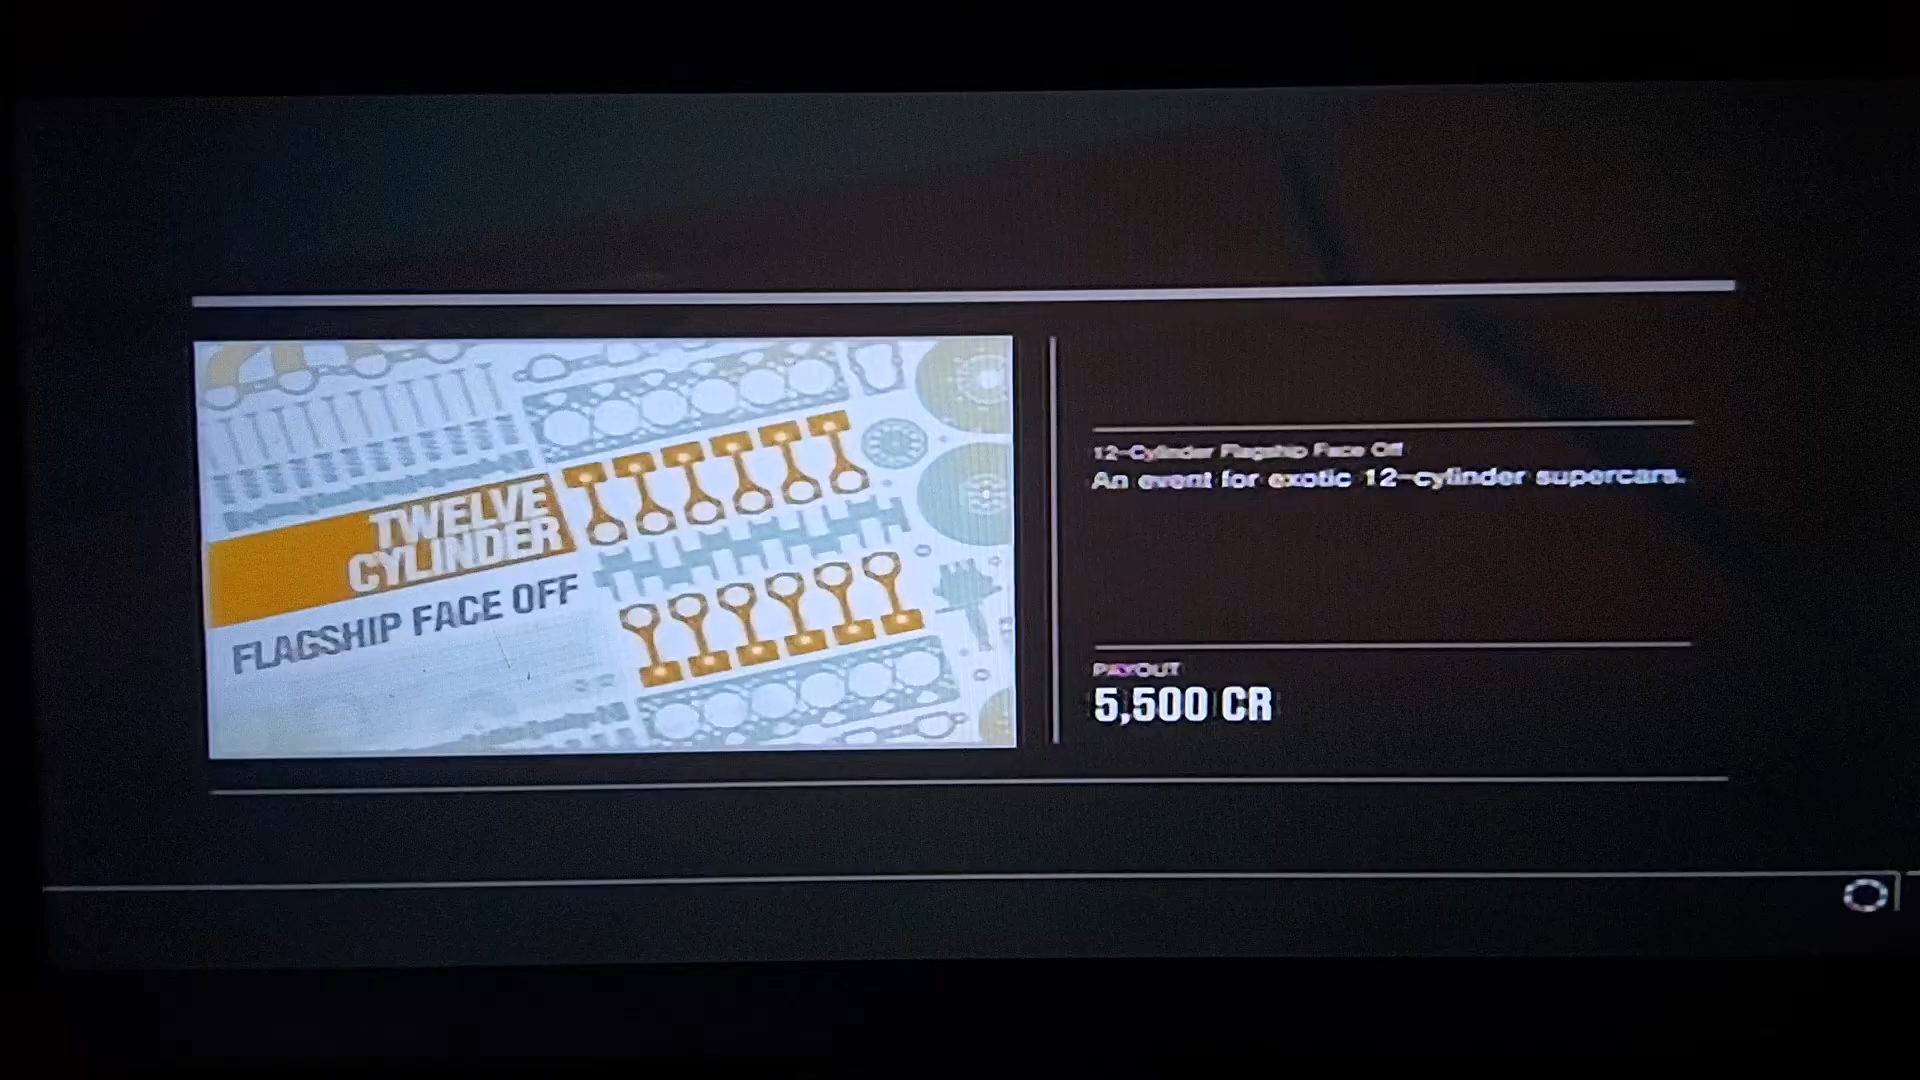 TWELVE
CYLINDER
FLAGSHIP FACE OFF
12-Cylinder Flagship Face Off
An event for exotic 12-cylinder supercars.
PAYOUT
5,500 CR